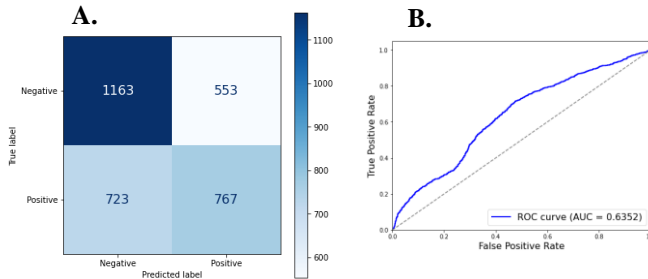 A.
Negative
Positive
True label
1163
553
723
767
Negative
Positive
Predicted label
1100
1000
900
800
700
600
B.
True Positive Rate
1.0
0.8
0.6
0.4
0.2
0.0
ROC curve (AUC = 0.6352)
0.0
0.2
0.4
0.6
0.8
False Positive Rate